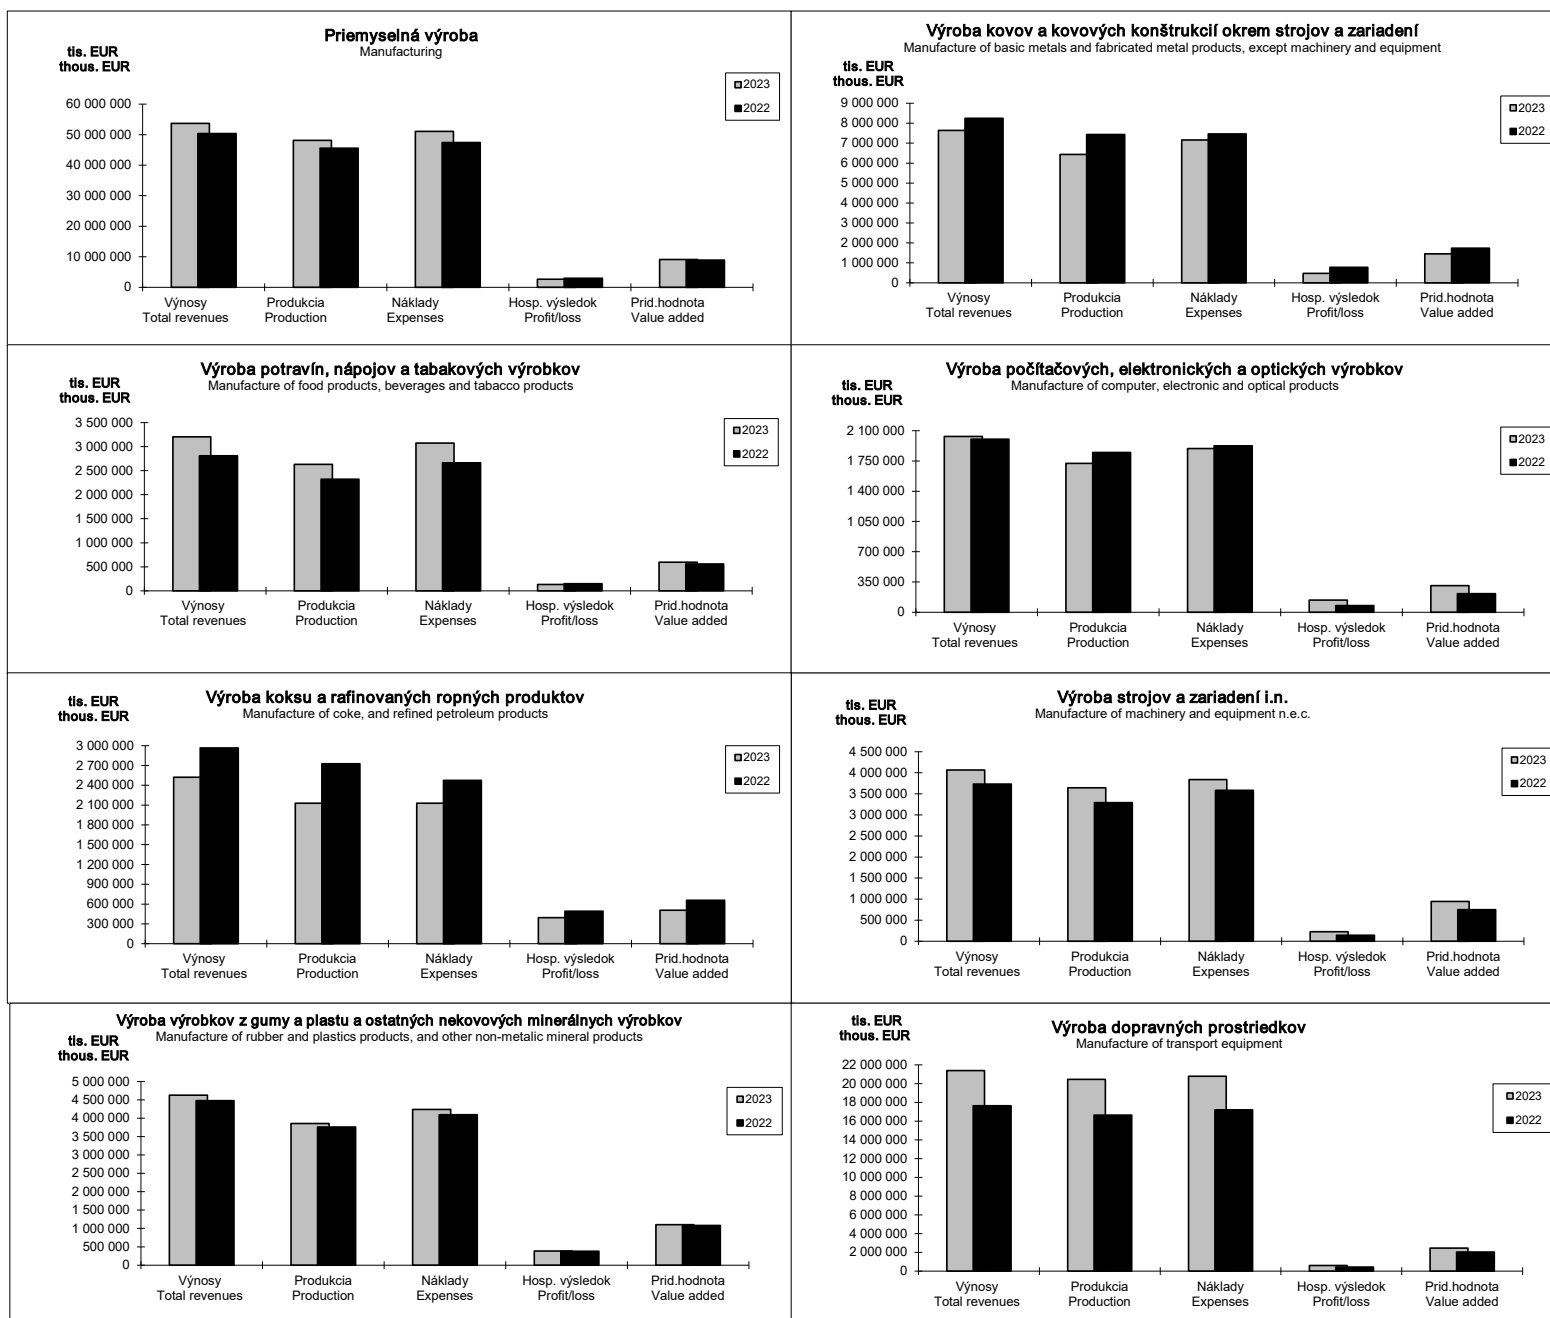 Priemyselná výroba
Manufacturing
tis. EUR
thous. EUR
2023
2022
60 000 000
50 000 000
40 000 000
30 000 000
20 000 000
10 000 000
0
Výnosy Produkcia Náklady Hosp. výsledok Prid.hodnota
Total revenues Production Expenses Profit/loss Value added
Výroba kovov a kovových konštrukcií okrem strojov a zariadení
Manufacture of basic metals and fabricated metal products, except machinery and equipment
tis. EUR
thous. EUR
2023
2022
9 000 000
8 000 000
7 000 000
6 000 000
5 000 000
4 000 000
3 000 000
2 000 000
1 000 000
0
Výnosy Produkcia Náklady Hosp. výsledok Prid.hodnota
Total revenues Production Expenses Profit/loss Value added
Výroba potravín, nápojov a tabakových výrobkov
Manufacture of food products, beverages and tabacco products
tis. EUR
thous. EUR
2023
2022
3 500 000
3 000 000
2 500 000
2 000 000
1 500 000
1 000 000
500 000
0
Výnosy Produkcia Náklady Hosp. výsledok Prid.hodnota
Total revenues Production Expenses Profit/loss Value added
Výroba počítačových, elektronických a optických výrobkov
Manufacture of computer, electronic and optical products
tis. EUR
thous. EUR
2023
2022
2 100 000
1 750 000
1 400 000
1 050 000
700 000
350 000
0
Výnosy Produkcia Náklady Hosp. výsledok Prid.hodnota
Total revenues Production Expenses Profit/loss Value added
Výroba koksu a rafinovaných ropných produktov
Manufacture of coke, and refined petroleum products
tis. EUR
thous. EUR
2023
2022
3 000 000
2 700 000
2 400 000
2 100 000
1 800 000
1 500 000
1 200 000
900 000
600 000
300 000
0
Výnosy Produkcia Náklady Hosp. výsledok Prid.hodnota
Total revenues Production Expenses Profit/loss Value added
Výroba strojov a zariadení i.n.
Manufacture of machinery and equipment n.e.c.
tis. EUR
thous. EUR
2023
2022
4 500 000
4 000 000
3 500 000
3 000 000
2 500 000
2 000 000
1 500 000
1 000 000
500 000
0
Výnosy Produkcia Náklady Hosp. výsledok Prid.hodnota
Total revenues Production Expenses Profit/loss Value added
Výroba výrobkov z gumy a plastu a ostatných nekovových minerálnych výrobkov
Manufacture of rubber and plastics products, and other non-metalic mineral products
tis. EUR
thous. EUR
2023
2022
5 000 000
4 500 000
4 000 000
3 500 000
3 000 000
2 500 000
2 000 000
1 500 000
1 000 000
500 000
0
Výnosy Produkcia Náklady Hosp. výsledok Prid.hodnota
Total revenues Production Expenses Profit/loss Value added
Výroba dopravných prostriedkov
Manufacture of transport equipment
tis. EUR
thous. EUR
2023
2022
22 000 000
20 000 000
18 000 000
16 000 000
14 000 000
12 000 000
10 000 000
8 000 000
6 000 000
4 000 000
2 000 000
0
Výnosy Produkcia Náklady Hosp. výsledok Prid.hodnota
Total revenues Production Expenses Profit/loss Value added